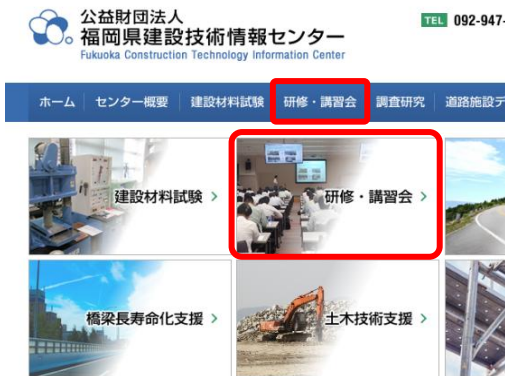 公益財団法人
福岡県建設技術情報センター
Fukuoka Construction Technology Information Center
TEL 092-947-
ホーム センター概要 建設材料試験 研修・講習会 調査研究 道路施設デ
建設材料試験 >
研修・講習会 >
橋梁長寿命化支援 >
土木技術支援 >